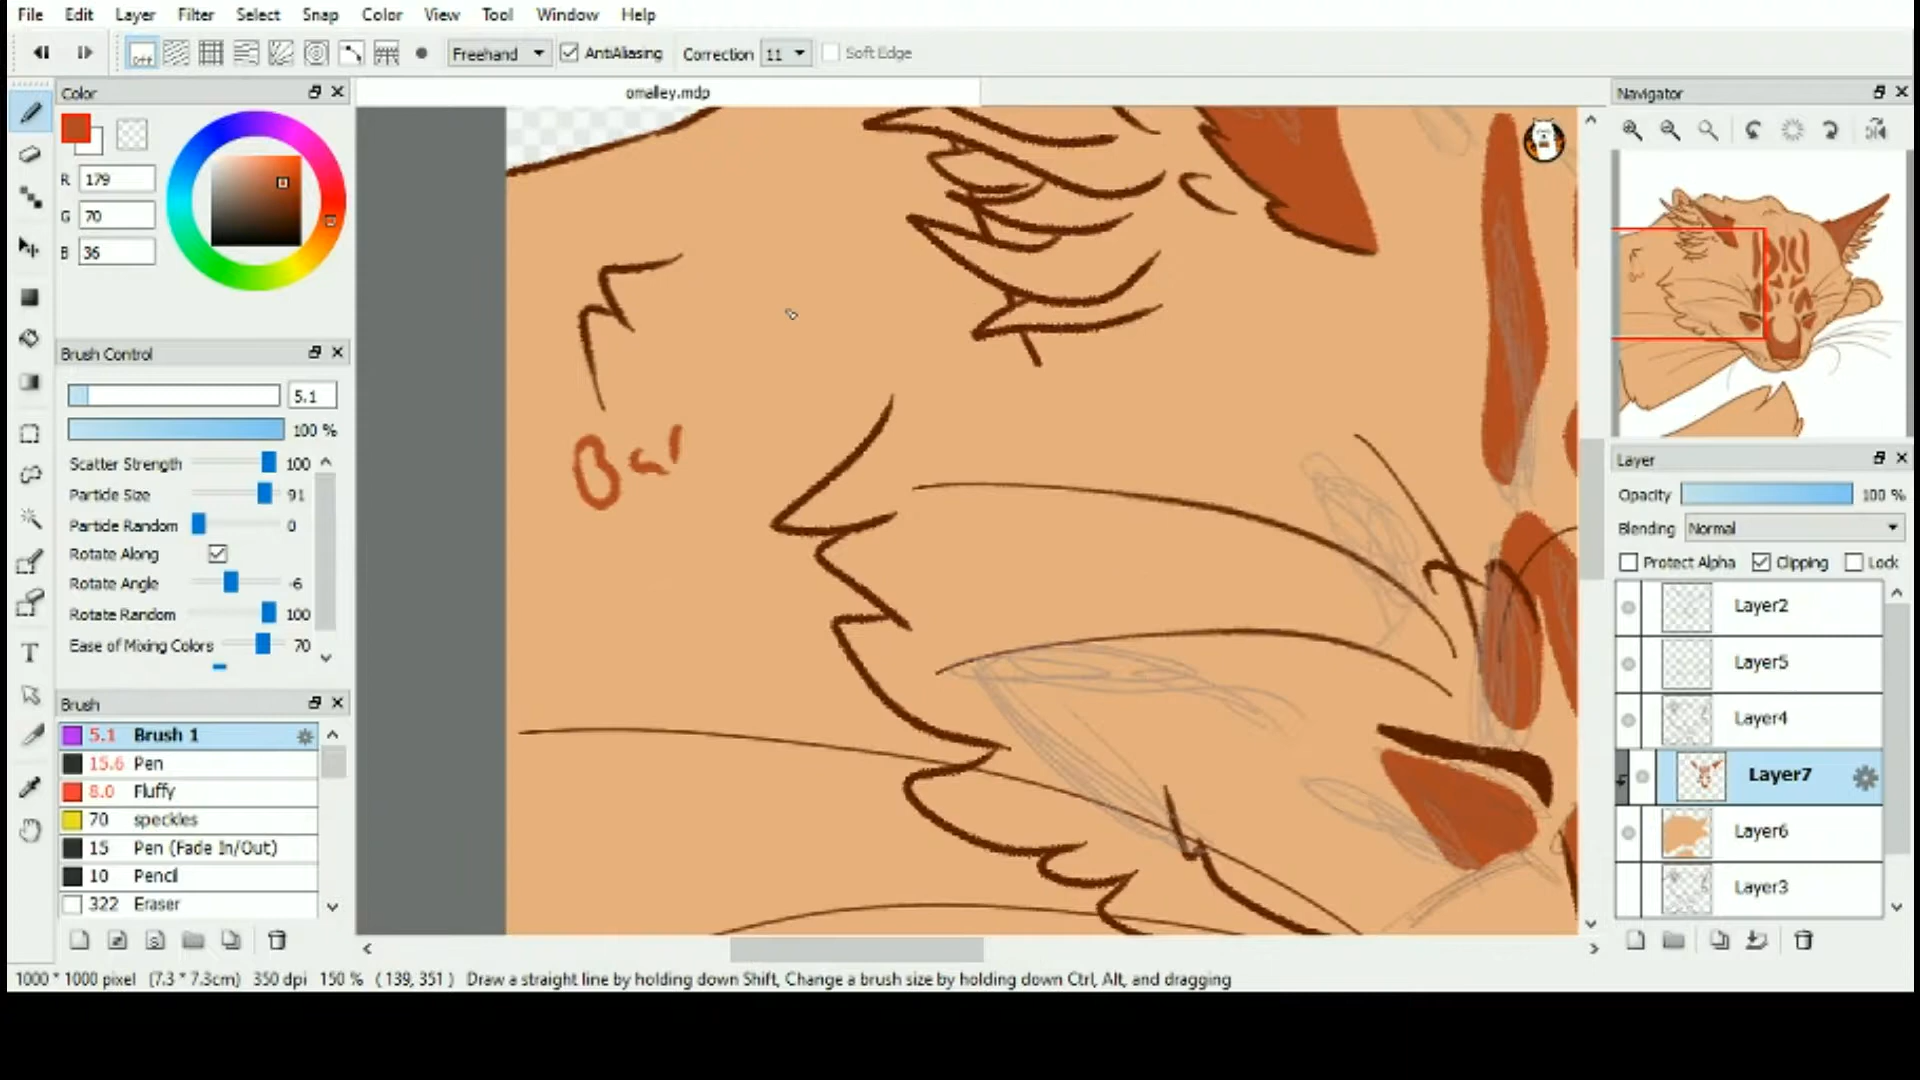 File Edit Layer Filter Select Snap Color View Tool Window Help
off Freehand AntiAliasing Correction 11 Soft Edge
Color
omalley.mdp
Navigator
R 179
G 70
B 36
Brush Control
5.1
100 %
Scatter Strength 100
Particle Size 91
Particle Random 0
Rotate Along
Rotate Angle -6
Rotate Random 100
Ease of Mixing Colors 70
Bar
Layer
Opacity 100 %
Blending Normal
Protect Alpha Clipping Lock
Layer2
Layer5
Layer4
Layer7
Layer6
Layer3
Brush
5.1 Brush 1
15.6 Pen
8.0 Fluffy
70 speckles
15 Pen (Fade In/Out)
10 Pencil
322 Eraser
1000 * 1000 pixel (7.3 * 7.3cm) 350 dpi 150 % ( 139, 351 ) Draw a straight line by holding down Shift, Change a brush size by holding down Ctrl, Alt, and dragging